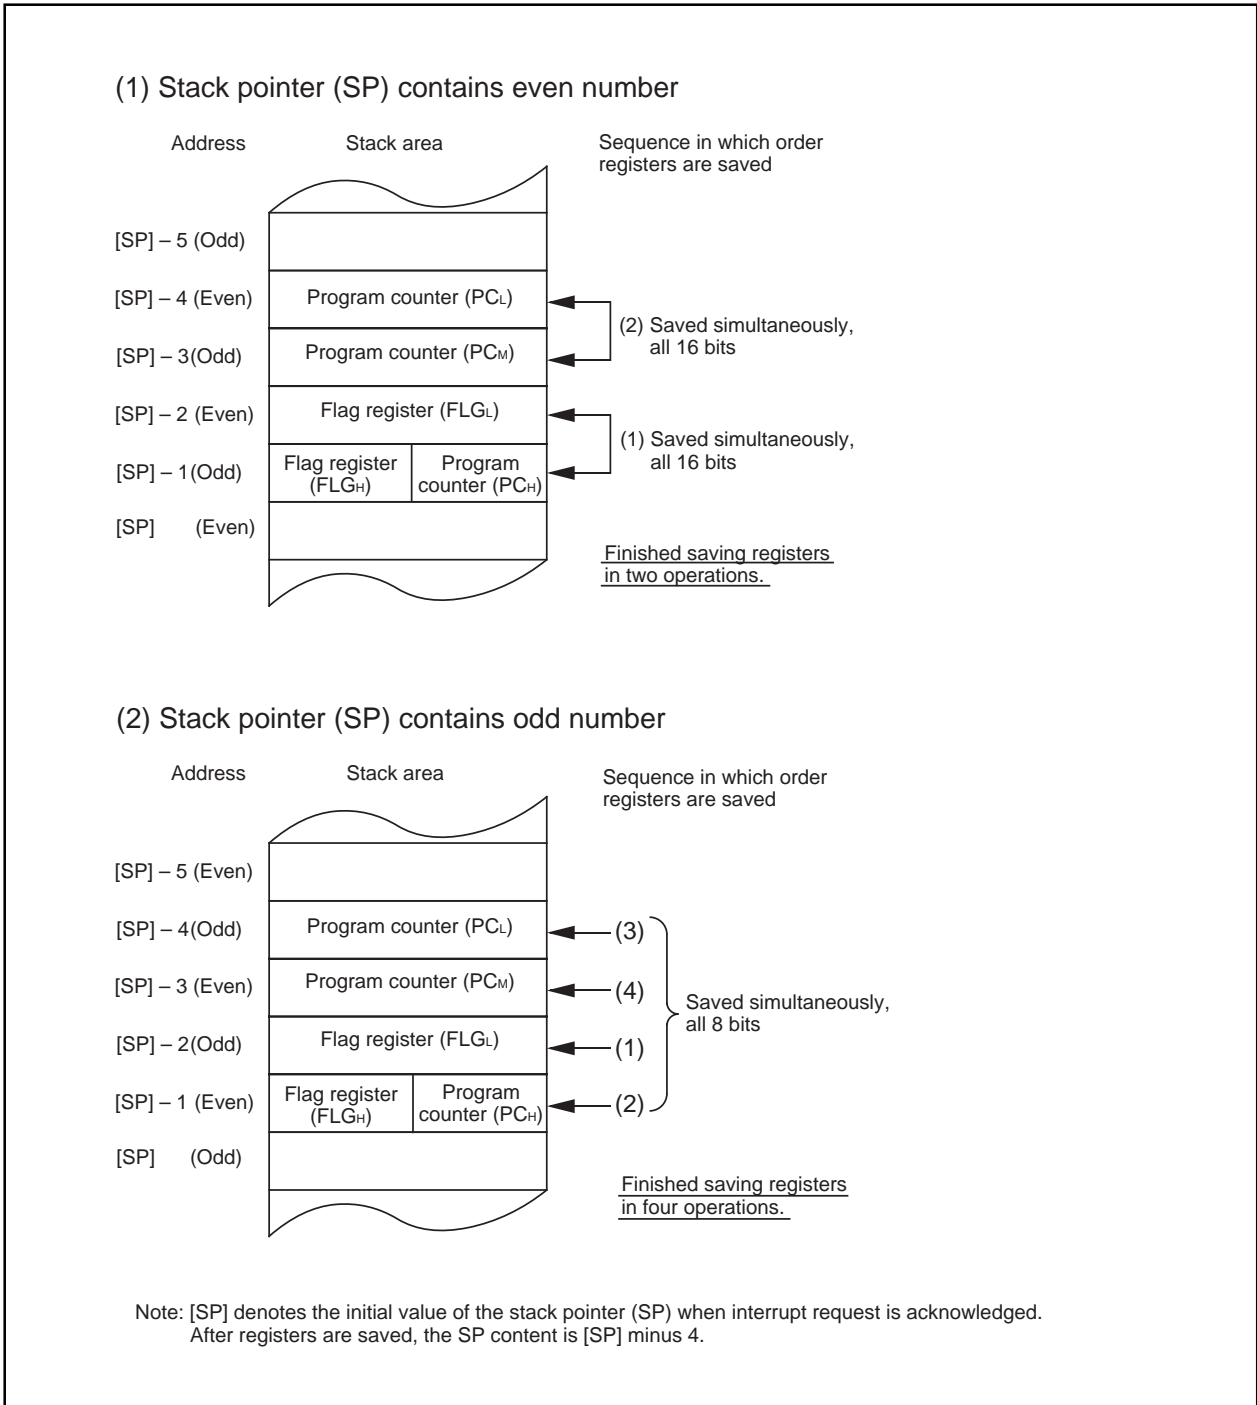 (1) Stack pointer (SP) contains even number
Address
Stack area
Sequence in which order
registers are saved
[SP] – 5 (Odd)
[SP] – 4 (Even)
Program counter (PCL)
(2) Saved simultaneously,
all 16 bits
[SP] – 3(Odd)
Program counter (PCM)
[SP] – 2 (Even)
Flag register (FLGL)
(1) Saved simultaneously,
all 16 bits
[SP] – 1(Odd)
Flag register
(FLGH)
Program
counter (PCH)
[SP] (Even)
Finished saving registers
in two operations.
(2) Stack pointer (SP) contains odd number
Address
Stack area
Sequence in which order
registers are saved
[SP] – 5 (Even)
[SP] – 4(Odd)
Program counter (PCL)
(3)
[SP] – 3 (Even)
Program counter (PCM)
(4)
Saved simultaneously,
all 8 bits
[SP] – 2(Odd)
Flag register (FLGL)
(1)
[SP] – 1 (Even)
Flag register
(FLGH)
Program
counter (PCH)
(2)
[SP] (Odd)
Finished saving registers
in four operations.
Note: [SP] denotes the initial value of the stack pointer (SP) when interrupt request is acknowledged.
After registers are saved, the SP content is [SP] minus 4.